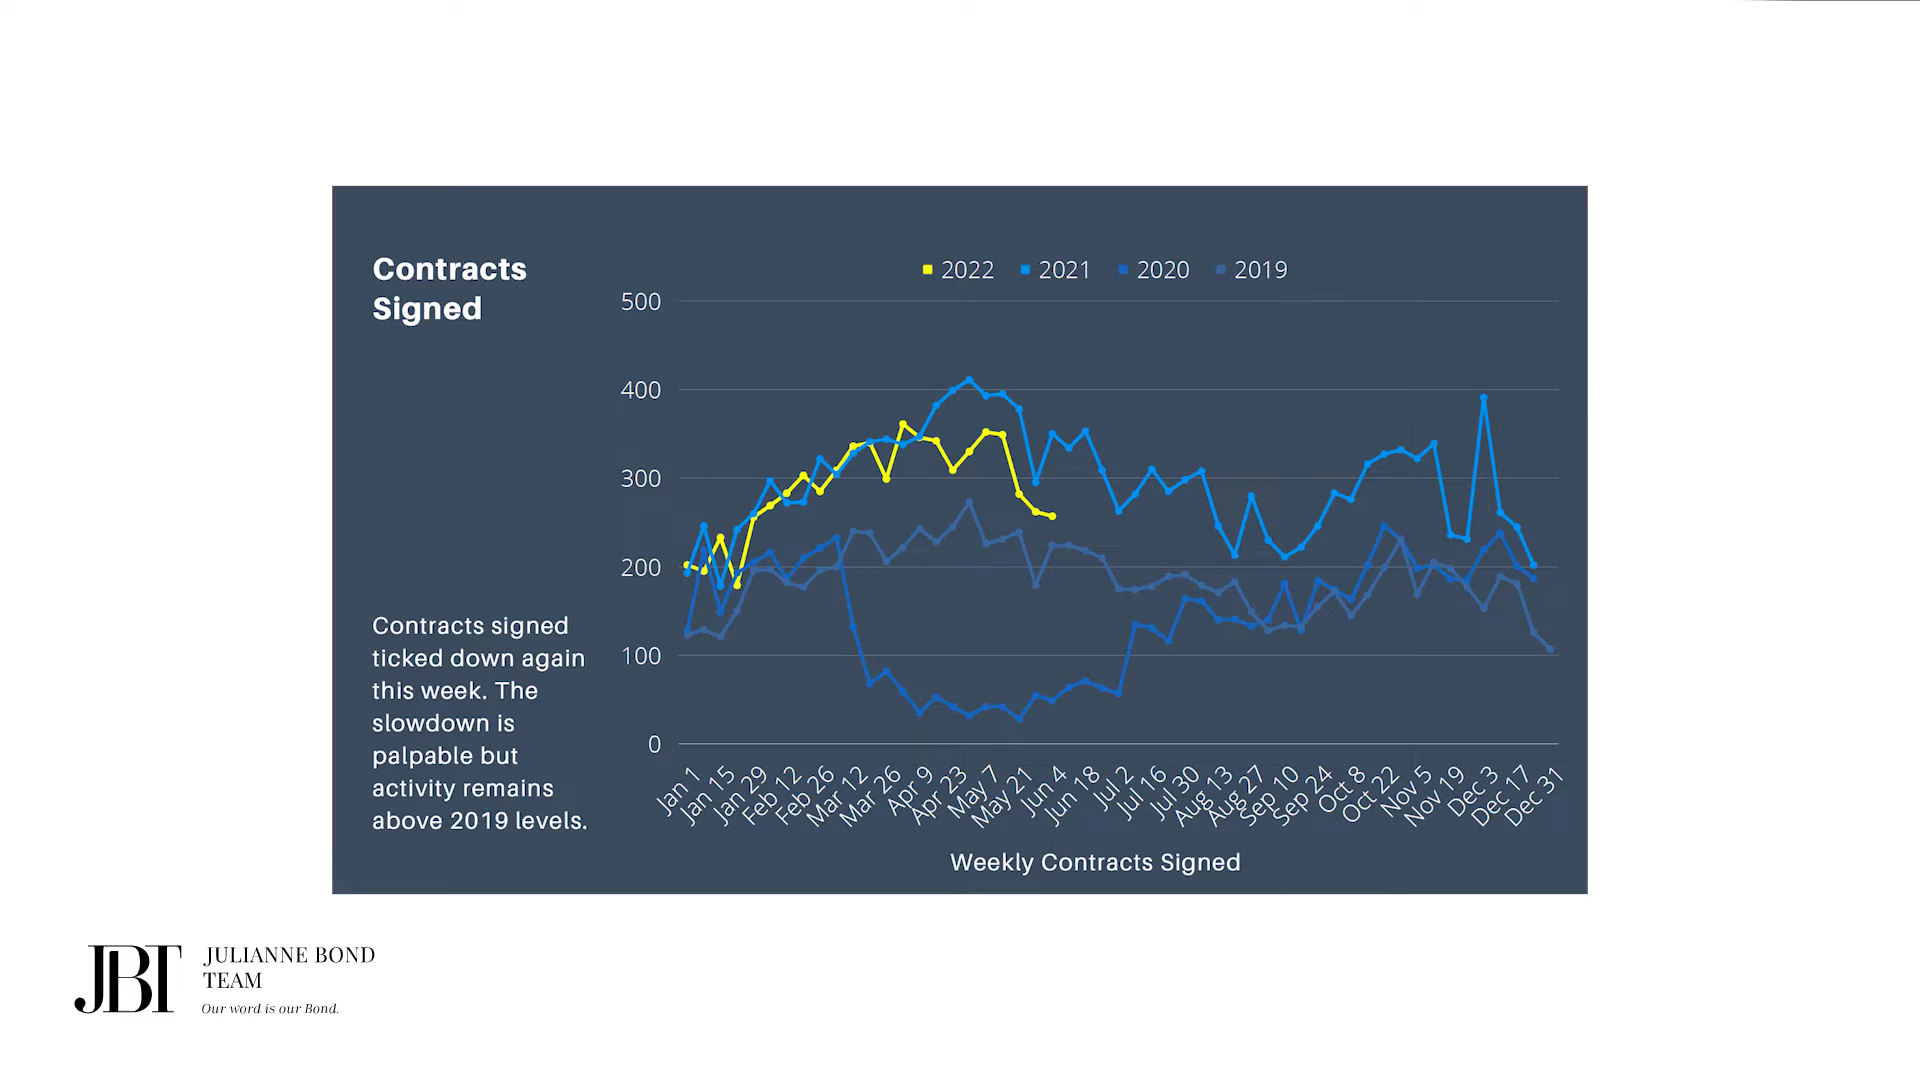 Contracts
Signed
2022 2021 2020 2019
500
400
300
200
100
0
Contracts signed
ticked down again
this week. The
slowdown is
palpable but
activity remains
above 2019 levels.
Jan 1 Jan 15 Jan 29 Feb 12 Feb 26 Mar 12 Mar 26 Apr 9 Apr 23 May 7 May 21 Jun 4 Jun 18 Jul 2 Jul 16 Jul 30 Aug 13 Aug 27 Sep 10 Sep 24 Oct 8 Oct 22 Nov 5 Nov 19 Dec 3 Dec 17 Dec 31
Weekly Contracts Signed
JBT
JULIANNE BOND
TEAM
Our word is our Bond.